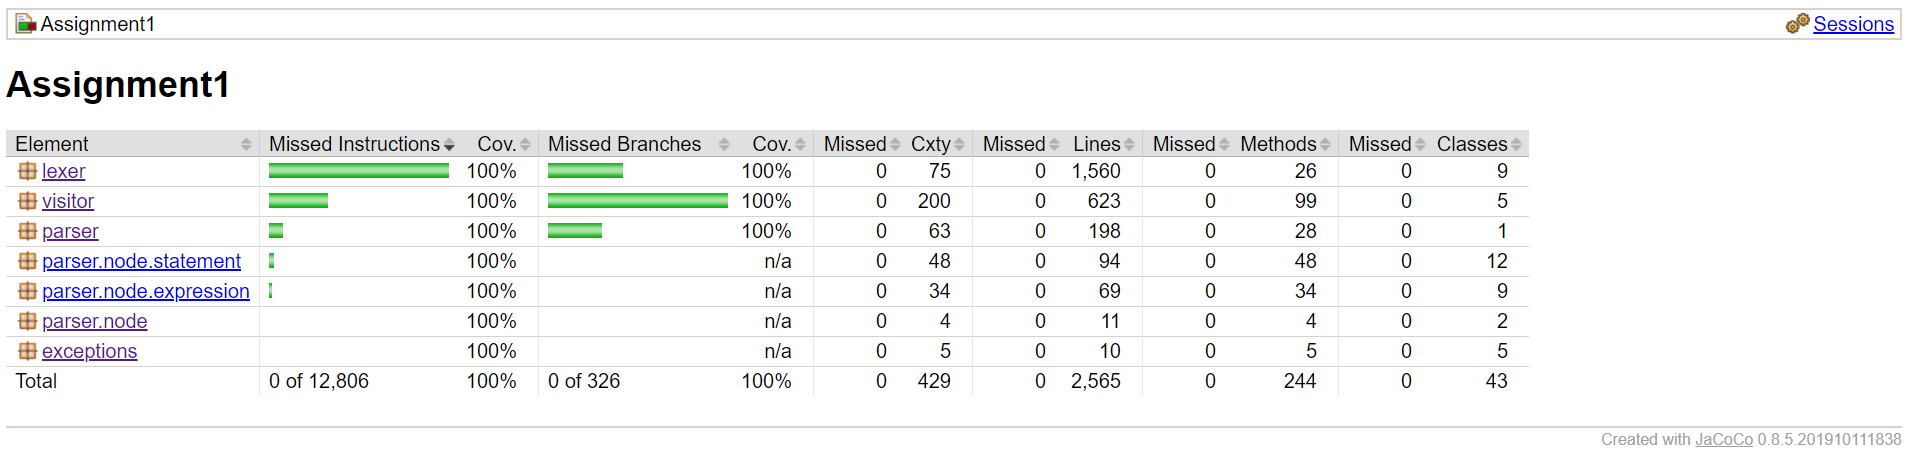 Assignment1 Sessions
Assignment1
Element Missed Instructions Cov. Missed Branches Cov. Missed Cxty Missed Lines Missed Methods Missed Classes
lexer 100% 100% 0 75 0 1,560 0 26 0 9
visitor 100% 100% 0 200 0 623 0 99 0 5
parser 100% 100% 0 63 0 198 0 28 0 1
parser.node.statement 100% n/a 0 48 0 94 0 48 0 12
parser.node.expression 100% n/a 0 34 0 69 0 34 0 9
parser.node 100% n/a 0 4 0 11 0 4 0 2
exceptions 100% n/a 0 5 0 10 0 5 0 5
Total 0 of 12,806 100% 0 of 326 100% 0 429 0 2,565 0 244 0 43
Created with JaCoCo 0.8.5.201910111838